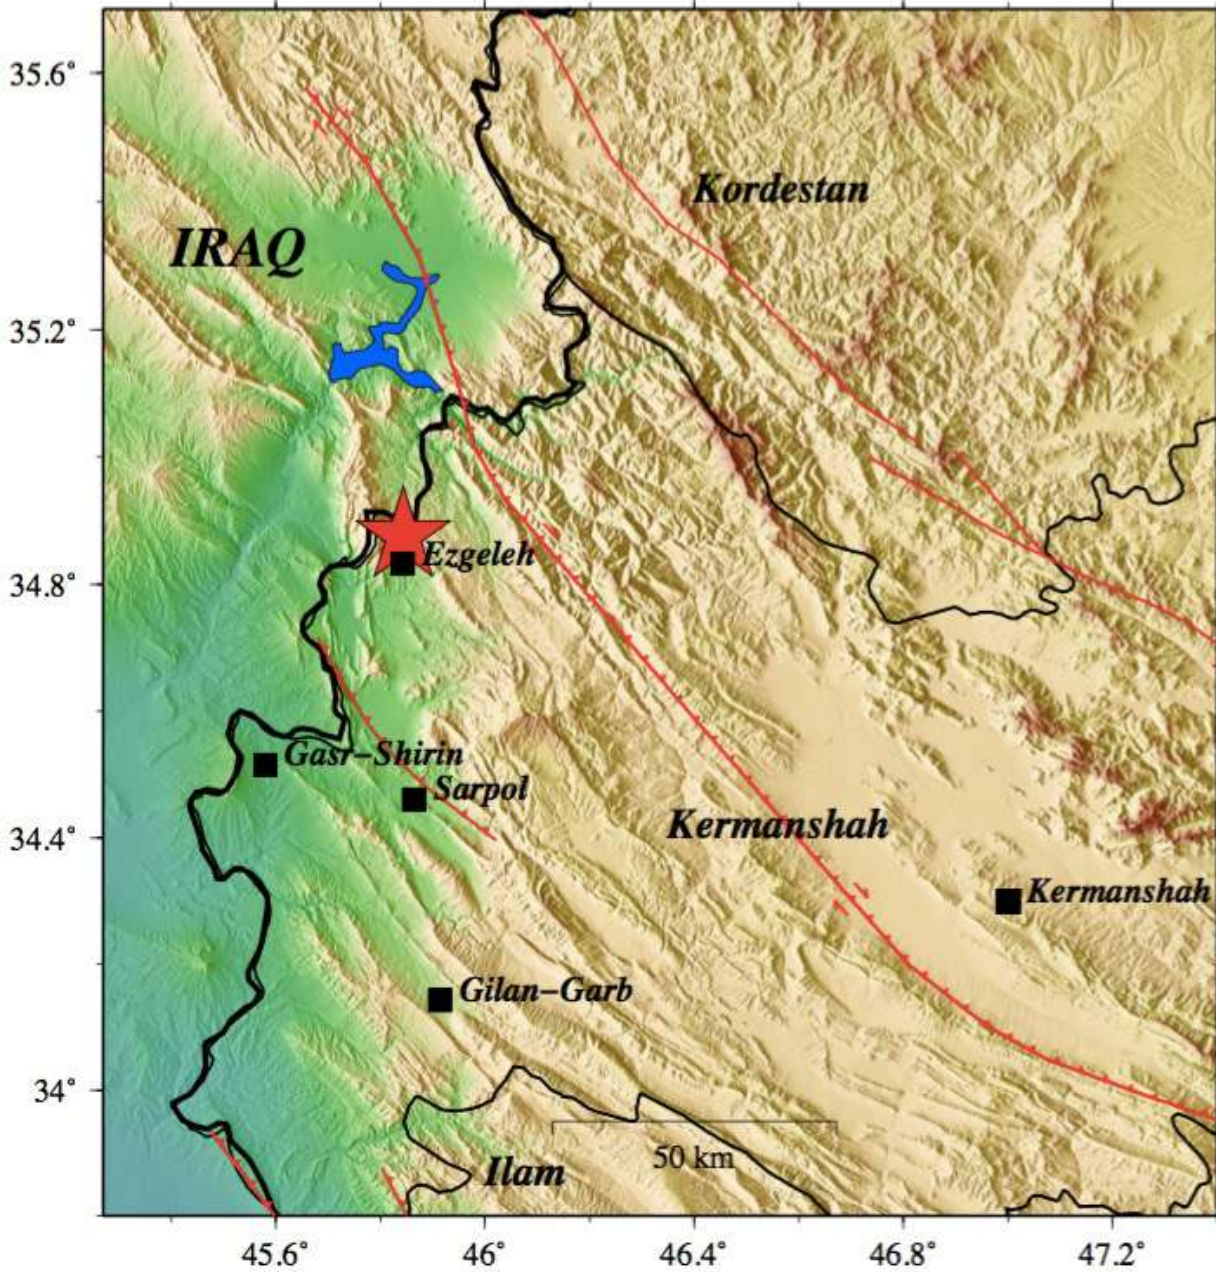 35.6°
Kordestan
IRAQ
35.2°
Ezgeleh
34.8°
Gasr-Shirin
Sarpol
Kermanshah
34.4°
Kermanshah
Gilan-Garb
34°
50 km
Ilam
45.6° 46° 46.4° 46.8° 47.2°